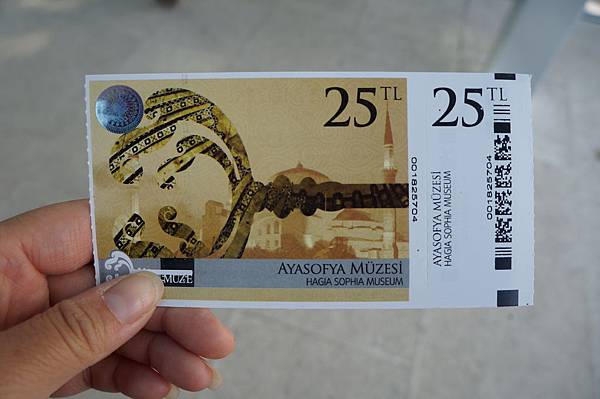 25 TL
MÜZE
AYASOFYA MÜZESİ
HAGIA SOPHIA MUSEUM
001825704
25 TL
AYASOFYA MÜZESİ
HAGIA SOPHIA MUSEUM
001825704